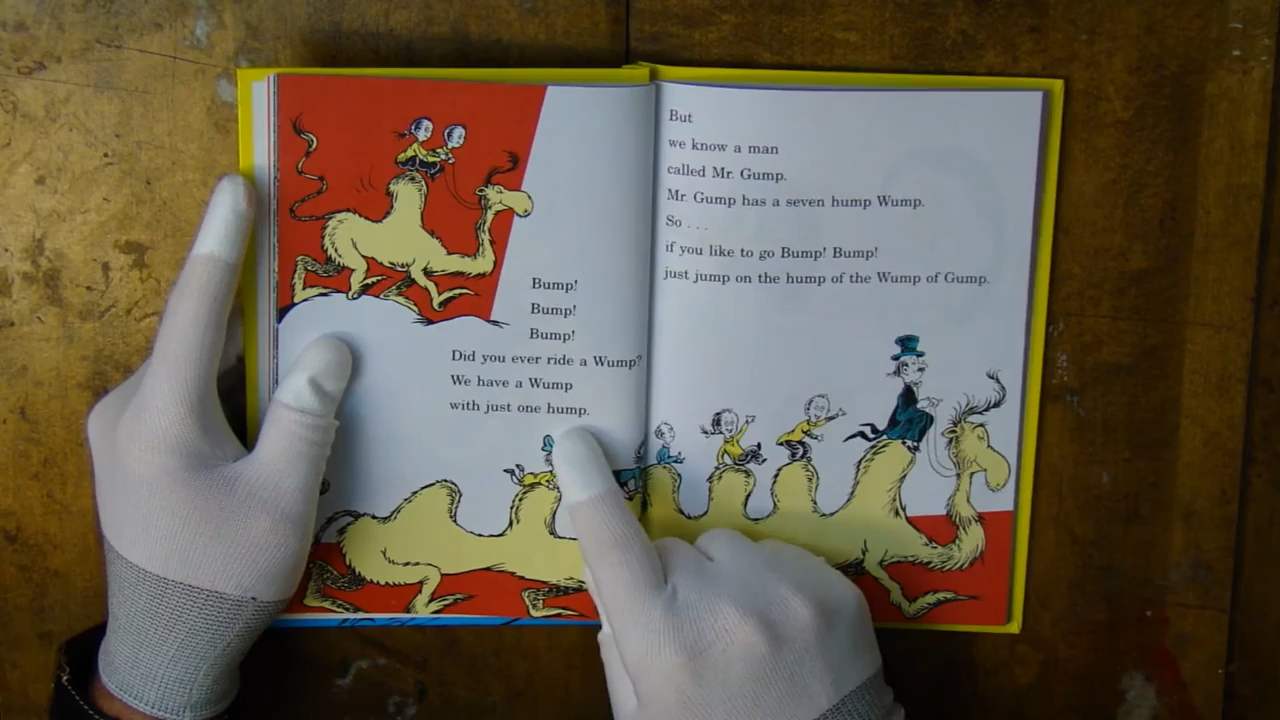 Bump!
Bump!
Bump!
Did you ever ride a Wump?
We have a Wump
with just one hump.
But
we know a man
called Mr. Gump.
Mr. Gump has a seven hump Wump.
So . . .
if you like to go Bump! Bump!
just jump on the hump of the Wump of Gump.